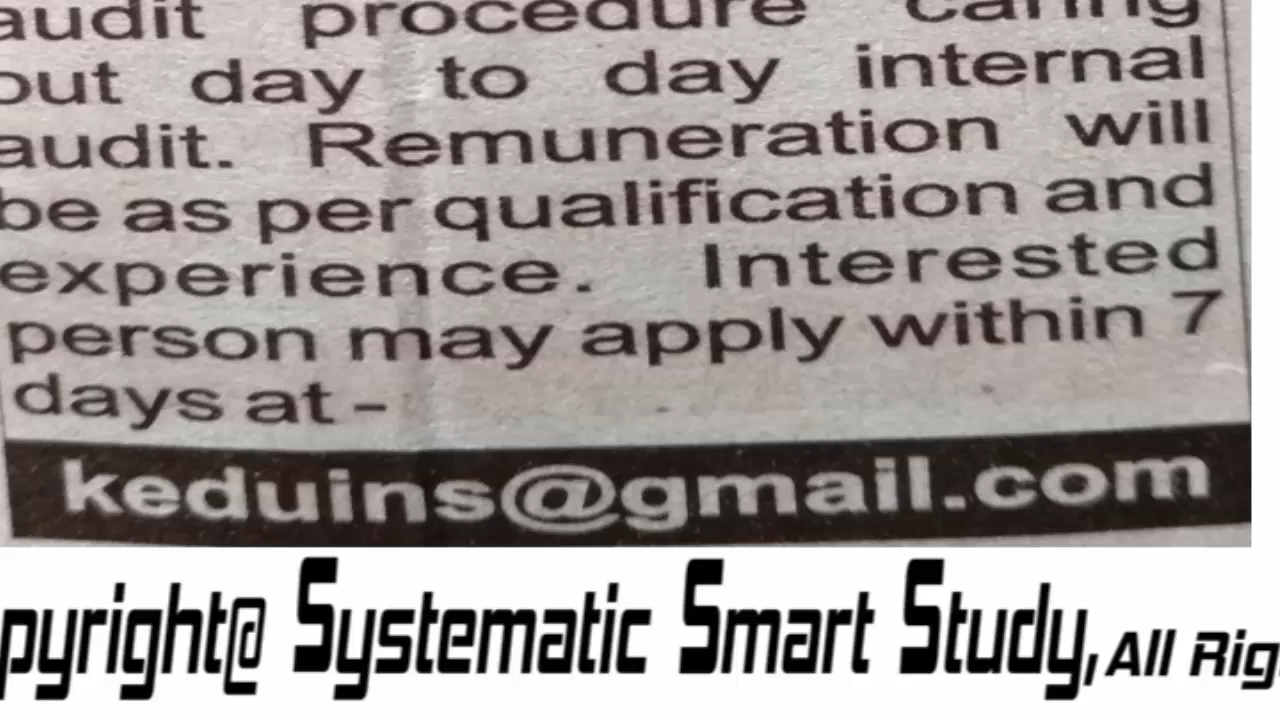 audit procedure caring
out day to day internal
audit. Remuneration will
be as per qualification and
experience. Interested
person may apply within 7
days at -
keduins@gmail.com
pyright@ Systematic Smart Study, All Rig